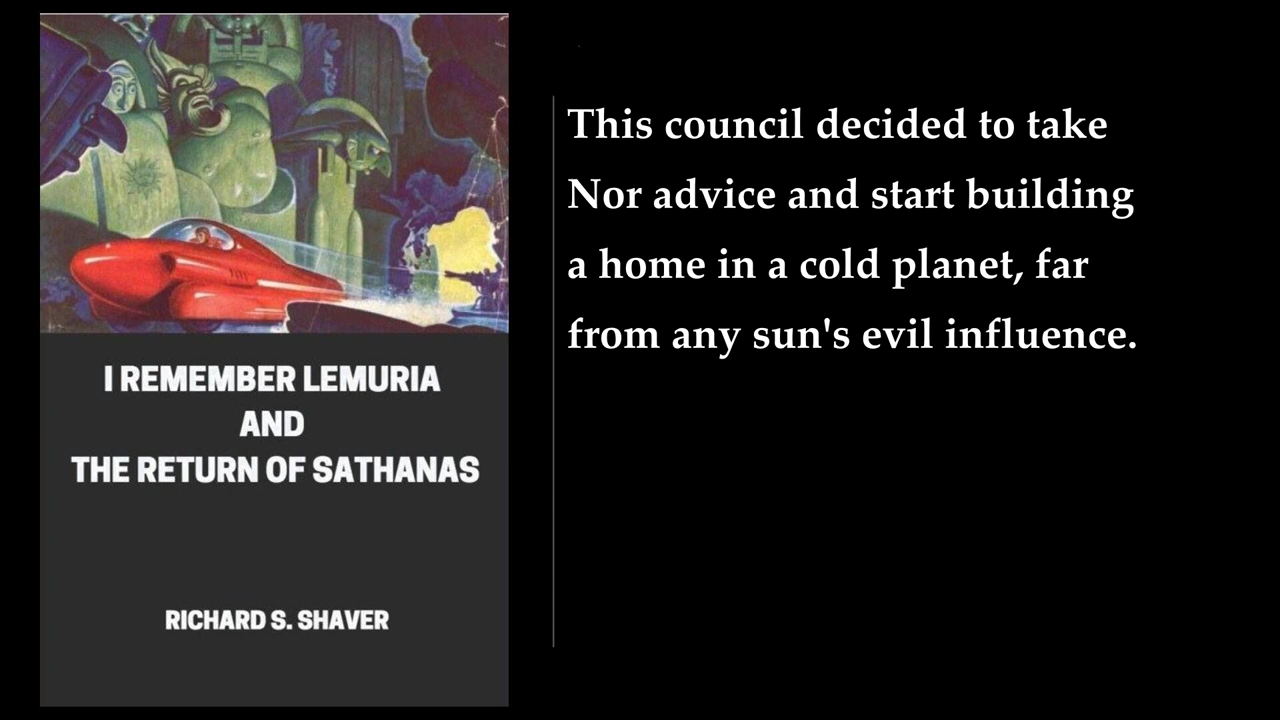 I REMEMBER LEMURIA
AND
THE RETURN OF SATHANAS
RICHARD S. SHAVER
This council decided to take
Nor advice and start building
a home in a cold planet, far
from any sun's evil influence.